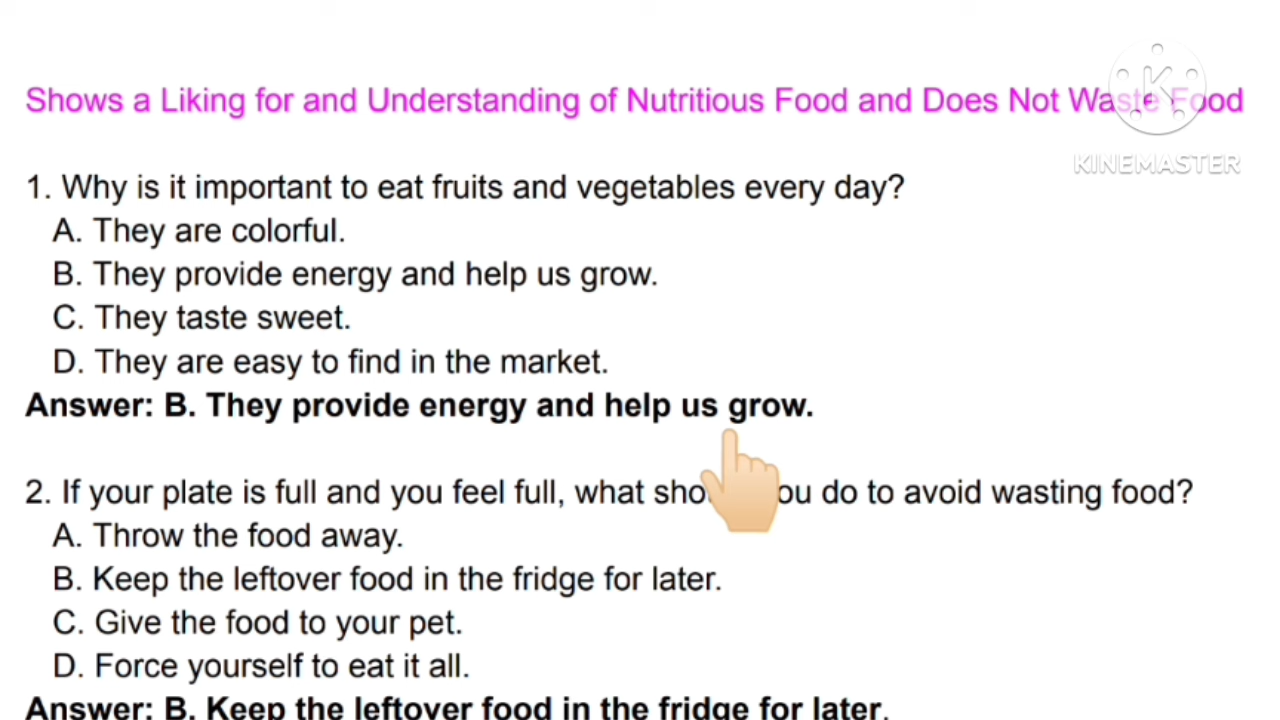 Shows a Liking for and Understanding of Nutritious Food and Does Not Waste Food
KINEMASTER
1. Why is it important to eat fruits and vegetables every day?
A. They are colorful.
B. They provide energy and help us grow.
C. They taste sweet.
D. They are easy to find in the market.
Answer: B. They provide energy and help us grow.
2. If your plate is full and you feel full, what do to avoid wasting food?
A. Throw the food away.
B. Keep the leftover food in the fridge for later.
C. Give the food to your pet.
D. Force yourself to eat it all.
Answer: B. Keep the leftover food in the fridge for later.